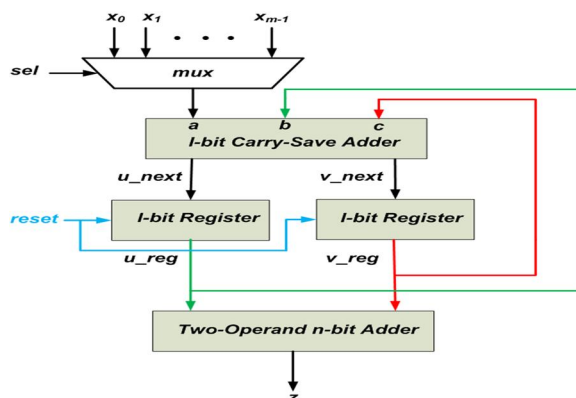 x0 x1 • • • xm-1
sel
mux
a b c
l-bit Carry-Save Adder
u_next v_next
reset
l-bit Register l-bit Register
u_reg v_reg
Two-Operand n-bit Adder
z